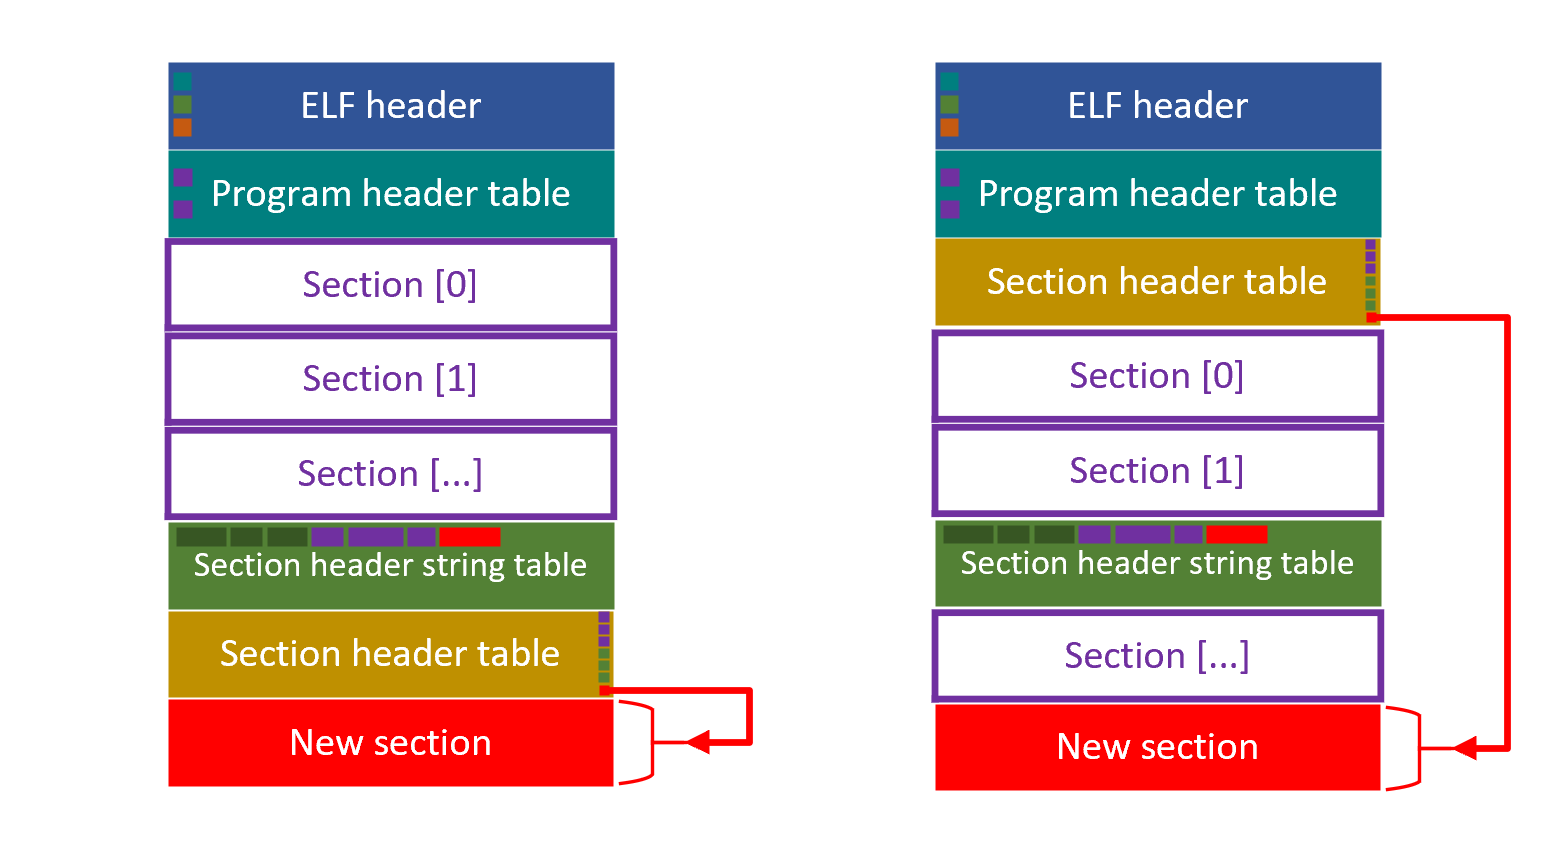 ELF header
Program header table
Section [0]
Section [1]
Section [...]
Section header string table
Section header table
New section
ELF header
Program header table
Section header table
Section [0]
Section [1]
Section header string table
Section [...]
New section